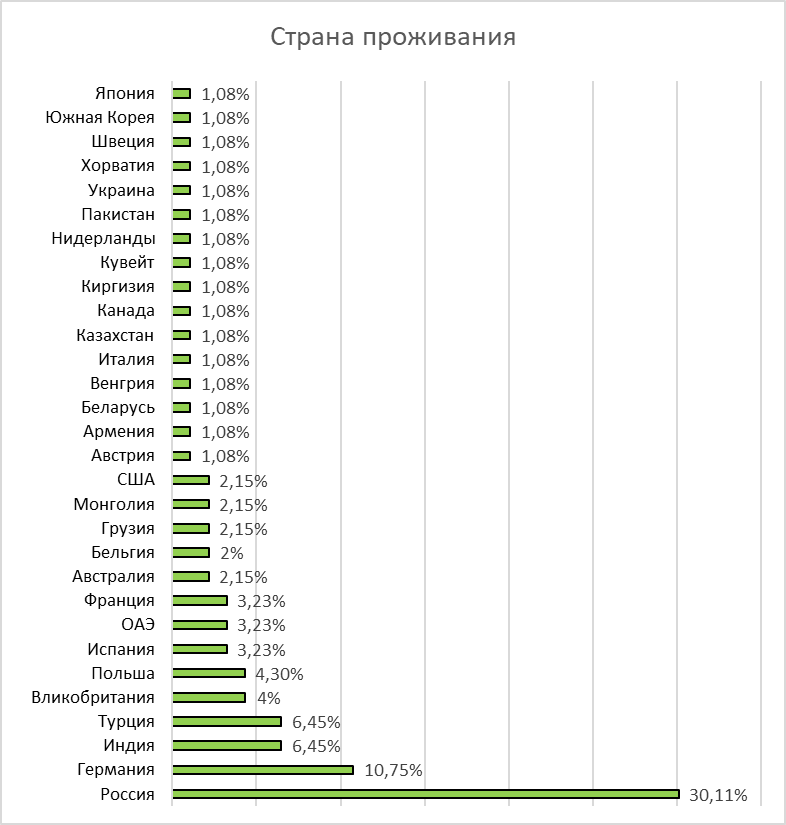 Страна проживания
Япония 1,08%
Южная Корея 1,08%
Швеция 1,08%
Хорватия 1,08%
Украина 1,08%
Пакистан 1,08%
Нидерланды 1,08%
Кувейт 1,08%
Киргизия 1,08%
Канада 1,08%
Казахстан 1,08%
Италия 1,08%
Венгрия 1,08%
Беларусь 1,08%
Армения 1,08%
Австрия 1,08%
США 2,15%
Монголия 2,15%
Грузия 2,15%
Бельгия 2%
Австралия 2,15%
Франция 3,23%
ОАЭ 3,23%
Испания 3,23%
Польша 4,30%
Вликобритания 4%
Турция 6,45%
Индия 6,45%
Германия 10,75%
Россия 30,11%